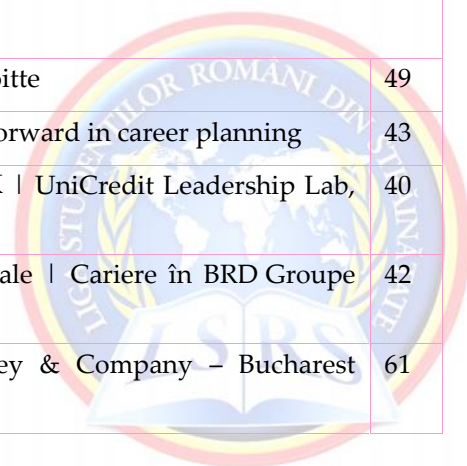 oitte 49
orward in career planning 43
| UniCredit Leadership Lab, 40
ale | Cariere în BRD Groupe 42
ey & Company – Bucharest 61
LIGA STUDENȚILOR ROMÂNI DIN STRĂINĂTATE
LSRS